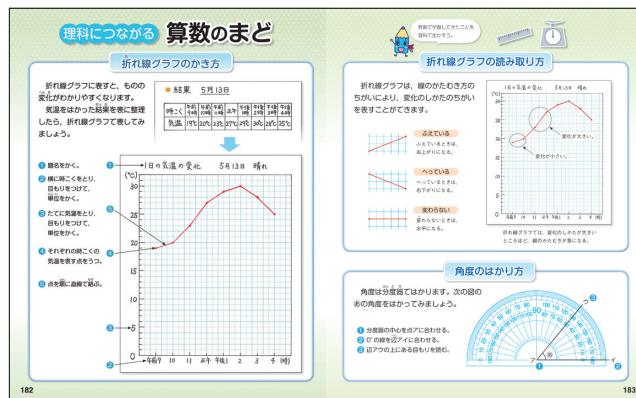 理科につながる 算数のまど
折れ線グラフのかき方
折れ線グラフに表すと、ものの
変化がわかりやすくなります。
気温をはかった結果を表に整理
したら、折れ線グラフで表してみ
ましょう。
結果 5月13日
時こく 午前9時 午前10時 午前11時 正午 午後1時 午後2時 午後3時 午後4時
気温 19℃ 20℃ 23℃ 27℃ 29℃ 30℃ 28℃ 25℃
1 題名をかく。
2 横に時こくをとり、
目もりをつけて、
単位をかく。
3 たてに気温をとり、
目もりをつけて、
単位をかく。
4 それぞれの時こくの
気温を表す点をうつ。
5 点を順に直線で結ぶ。
1 1日の気温の変化 5月13日 晴れ
(℃)
30
5
25
20
4
15
10
3 5
0
2 午前9 10 11 正午 午後1 2 3 4 (時)
182
算数で学習してきたことを、
理科で生かそう。
折れ線グラフの読み取り方
折れ線グラフは、線のかたむき方の
ちがいにより、変化のしかたのちがい
を表すことができます。
ふえている
ふえているときは、
右上がりになる。
へっている
へっているときは、
右下がりになる。
変わらない
変わらないときは、
水平になる。
1日の気温の変化 5月13日 晴れ
変化が大きい。
変化が小さい。
折れ線グラフでは、変化のしかたが大きい
ところほど、線のかたむきが急になる。
角度のはかり方
角度は分度器ではかります。次の図の
あの角度をはかってみましょう。
1 分度器の中心を点アに合わせる。
2 0°の線を辺アイに合わせる。
3 辺アウの上にある目もりを読む。
90
ウ 3
ア あ イ
1 2
183